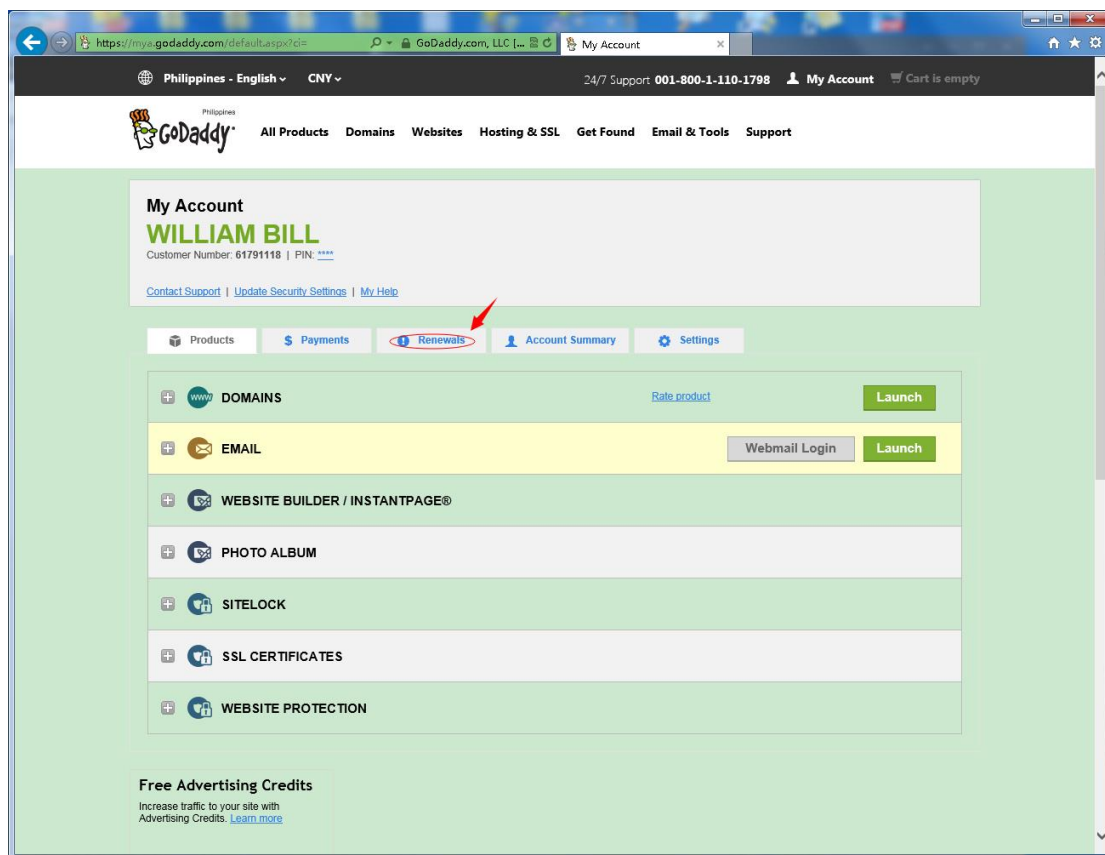 https://mya.godaddy.com/default.aspx?ci= GoDaddy.com, LLC [... My Account
Philippines - English CNY 24/7 Support 001-800-1-110-1798 My Account Cart is empty
Philippines
GoDaddy All Products Domains Websites Hosting & SSL Get Found Email & Tools Support
My Account
WILLIAM BILL
Customer Number: 61791118 | PIN: ****
Contact Support | Update Security Settings | My Help
Products $ Payments Renewals Account Summary Settings
www DOMAINS Rate product Launch
EMAIL Webmail Login Launch
WEBSITE BUILDER / INSTANTPAGE®
PHOTO ALBUM
SITELOCK
SSL CERTIFICATES
WEBSITE PROTECTION
Free Advertising Credits
Increase traffic to your site with
Advertising Credits. Learn more